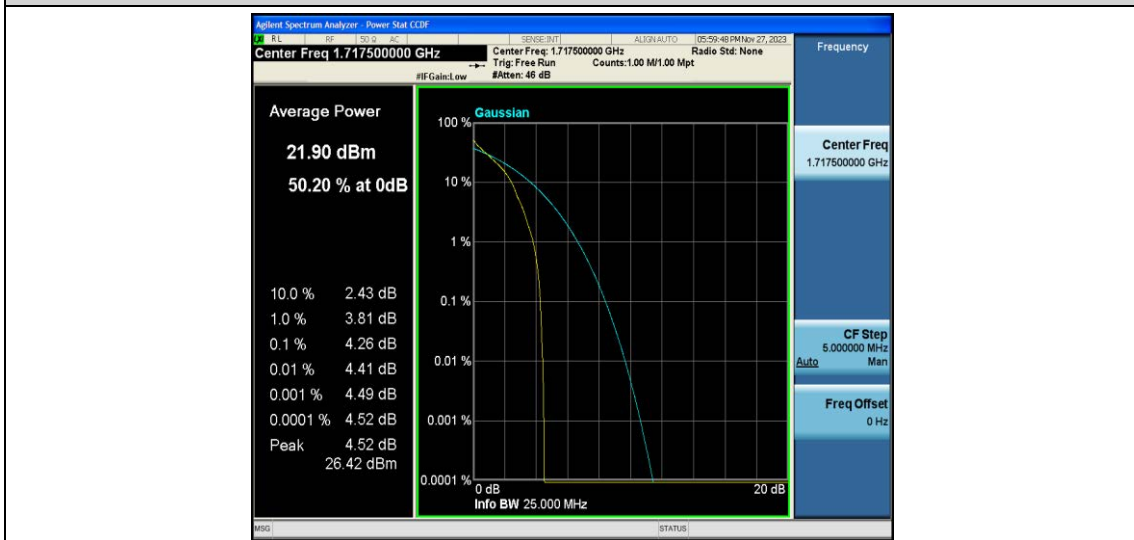 Agilent Spectrum Analyzer - Power Stat CCDF
RL RF 50 Ω AC SENSE:INT ALIGN AUTO 05:59:48 PM Nov 27, 2023
Center Freq 1.717500000 GHz
Center Freq: 1.717500000 GHz Radio Std: None
Trig: Free Run Counts:1.00 M/1.00 Mpt
#IFGain:Low #Atten: 46 dB
Frequency
Average Power
21.90 dBm
50.20 % at 0dB
10.0 % 2.43 dB
1.0 % 3.81 dB
0.1 % 4.26 dB
0.01 % 4.41 dB
0.001 % 4.49 dB
0.0001 % 4.52 dB
Peak 4.52 dB
26.42 dBm
Gaussian
100 %
10 %
1 %
0.1 %
0.01 %
0.001 %
0.0001 %
0 dB 20 dB
Info BW 25.000 MHz
Center Freq
1.717500000 GHz
CF Step
5.000000 MHz
Auto Man
Freq Offset
0 Hz
MSG STATUS